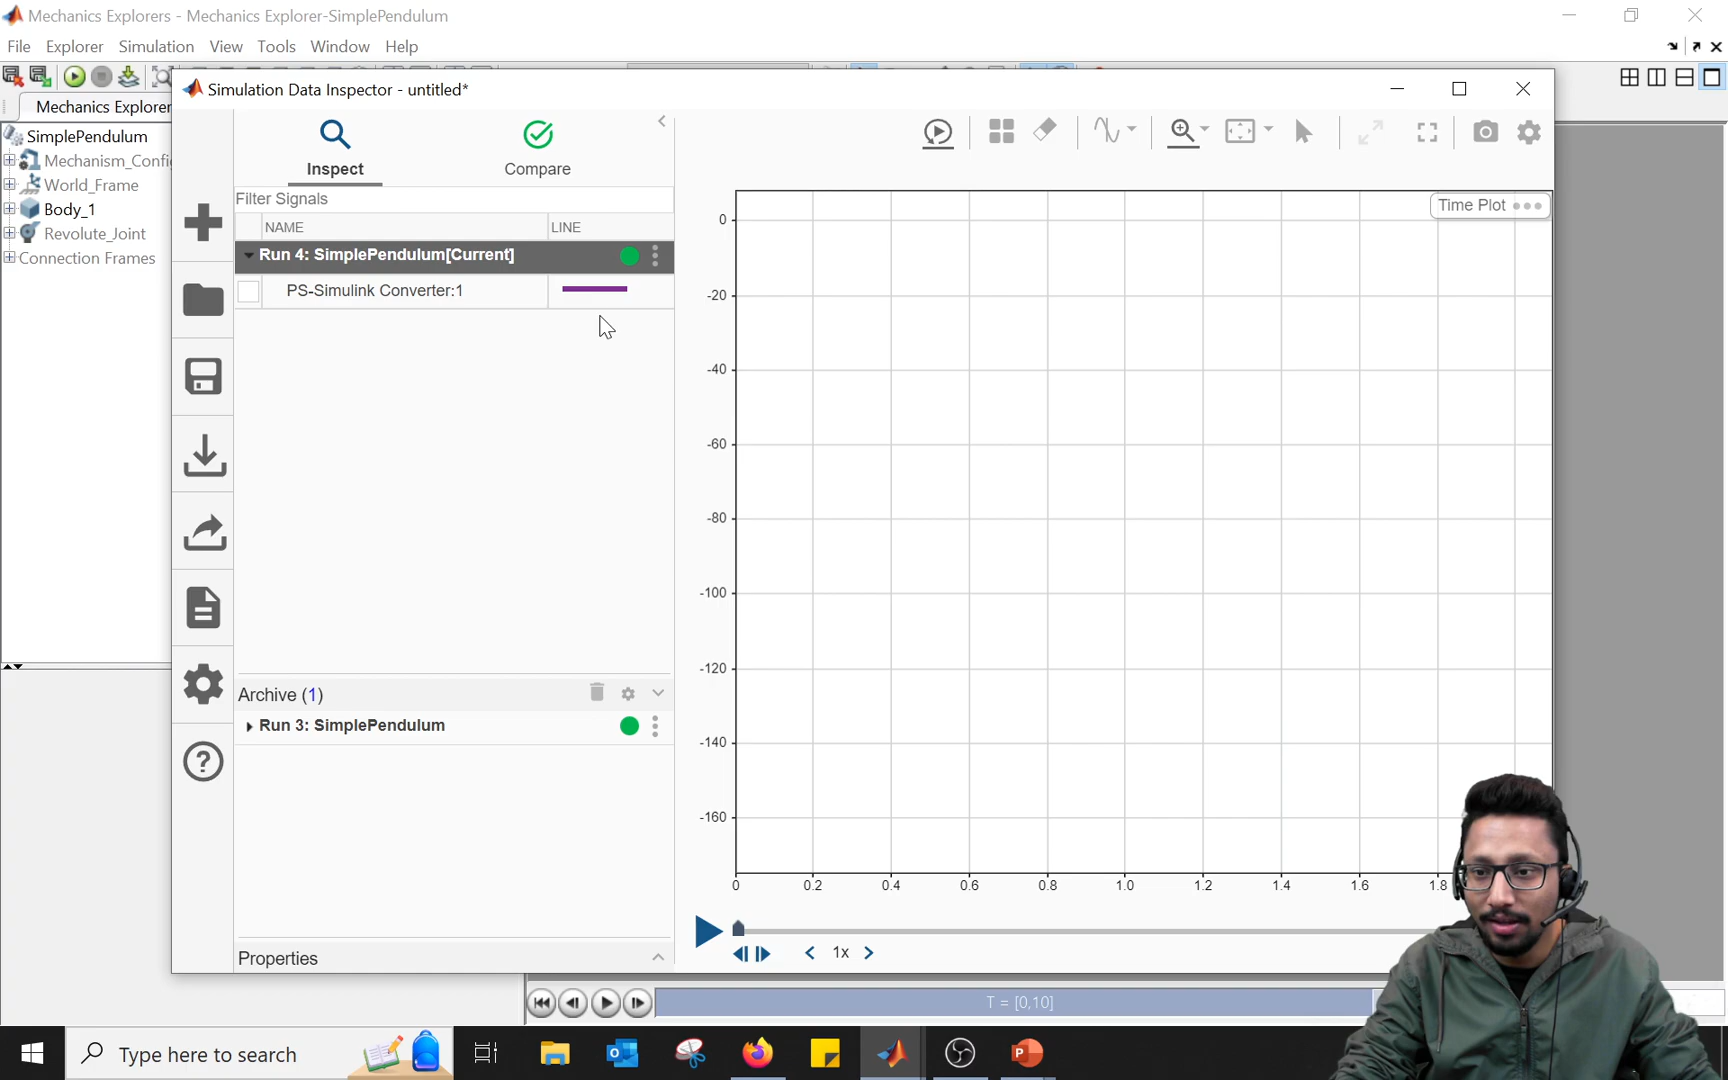 Mechanics Explorers - Mechanics Explorer-SimplePendulum
File Explorer Simulation View Tools Window Help
Mechanics Explorer
Simulation Data Inspector - untitled*
SimplePendulum
Mechanism_Confi
World_Frame
Body_1
Revolute_Joint
Connection Frames
Inspect
Compare
Filter Signals
NAME LINE
Run 4: SimplePendulum[Current]
PS-Simulink Converter:1
Archive (1)
Run 3: SimplePendulum
Properties
Time Plot
0
-20
-40
-60
-80
-100
-120
-140
-160
0 0.2 0.4 0.6 0.8 1.0 1.2 1.4 1.6 1.8
1x
T = [0,10]
Type here to search